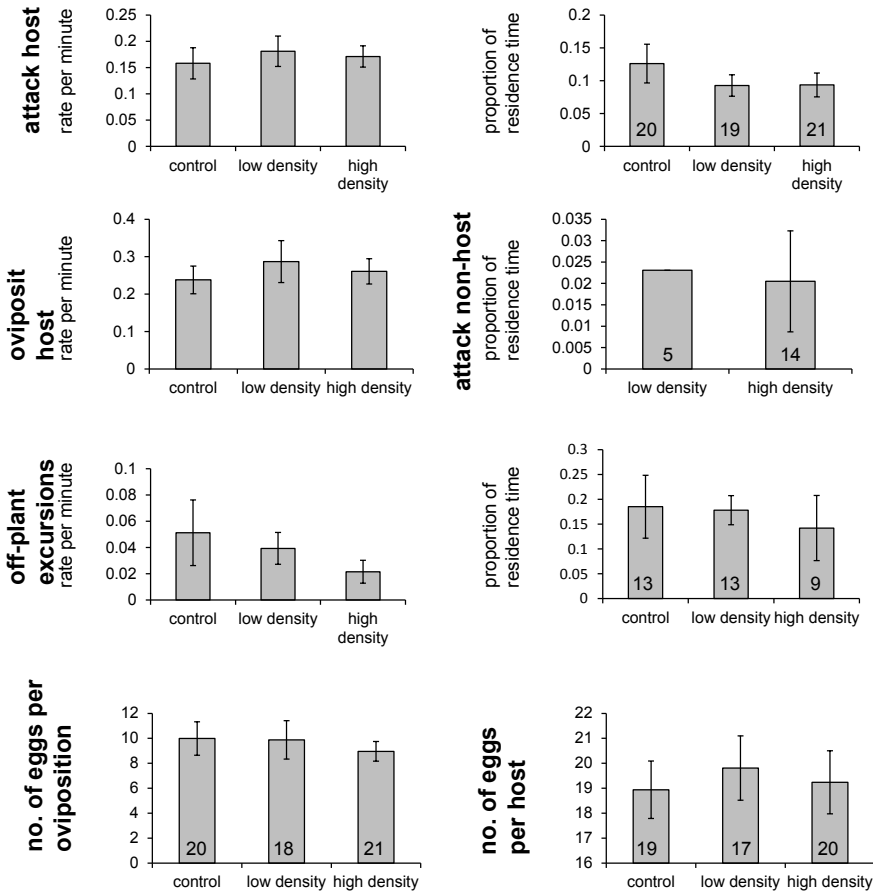 attack host
rate per minute
0.25
0.2
0.15
0.1
0.05
0
control
low density
high
density
proportion of
residence time
0.2
0.15
0.1
0.05
0
20
19
21
control
low density
high
density
oviposit
host
rate per minute
0.4
0.3
0.2
0.1
0
control
low density
high density
attack non-host
proportion of
residence time
0.035
0.03
0.025
0.02
0.015
0.01
0.005
0
5
14
low density
high density
off-plant
excursions
rate per minute
0.1
0.08
0.06
0.04
0.02
0
control
low density
high
density
proportion of
residence time
0.3
0.25
0.2
0.15
0.1
0.05
0
13
13
9
control
low density
high density
no. of eggs per
oviposition
12
10
8
6
4
2
0
20
18
21
control
low density
high density
no. of eggs
per host
22
21
20
19
18
17
16
19
17
20
control
low density
high density